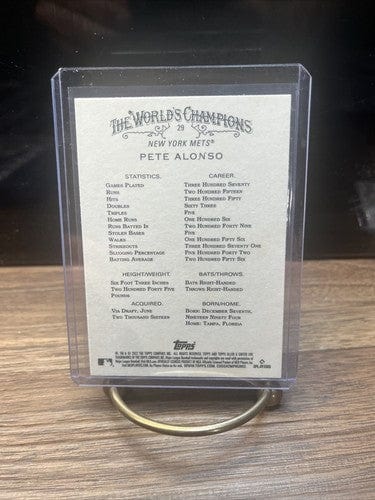 THE WORLD'S CHAMPIONS
29
NEW YORK METS®
PETE ALONSO
STATISTICS. CAREER.
GAMES PLAYED THREE HUNDRED SEVENTY
RUNS TWO HUNDRED FIFTEEN
HITS THREE HUNDRED FIFTY
DOUBLES SIXTY THREE
TRIPLES FIVE
HOME RUNS ONE HUNDRED SIX
RUNS BATTED IN TWO HUNDRED FORTY NINE
STOLEN BASES FIVE
WALKS ONE HUNDRED FIFTY SIX
STRIKEOUTS THREE HUNDRED SEVENTY ONE
SLUGGING PERCENTAGE FIVE HUNDRED FORTY TWO
BATTING AVERAGE TWO HUNDRED FIFTY SIX
HEIGHT/WEIGHT. BATS/THROWS.
SIX FOOT THREE INCHES BATS RIGHT-HANDED
TWO HUNDRED FORTY FIVE THROWS RIGHT-HANDED
POUNDS
ACQUIRED. BORN/HOME.
VIA DRAFT, JUNE BORN: DECEMBER SEVENTH,
TWO THOUSAND SIXTEEN NINETEEN NINETY FOUR
HOME: TAMPA, FLORIDA
Topps